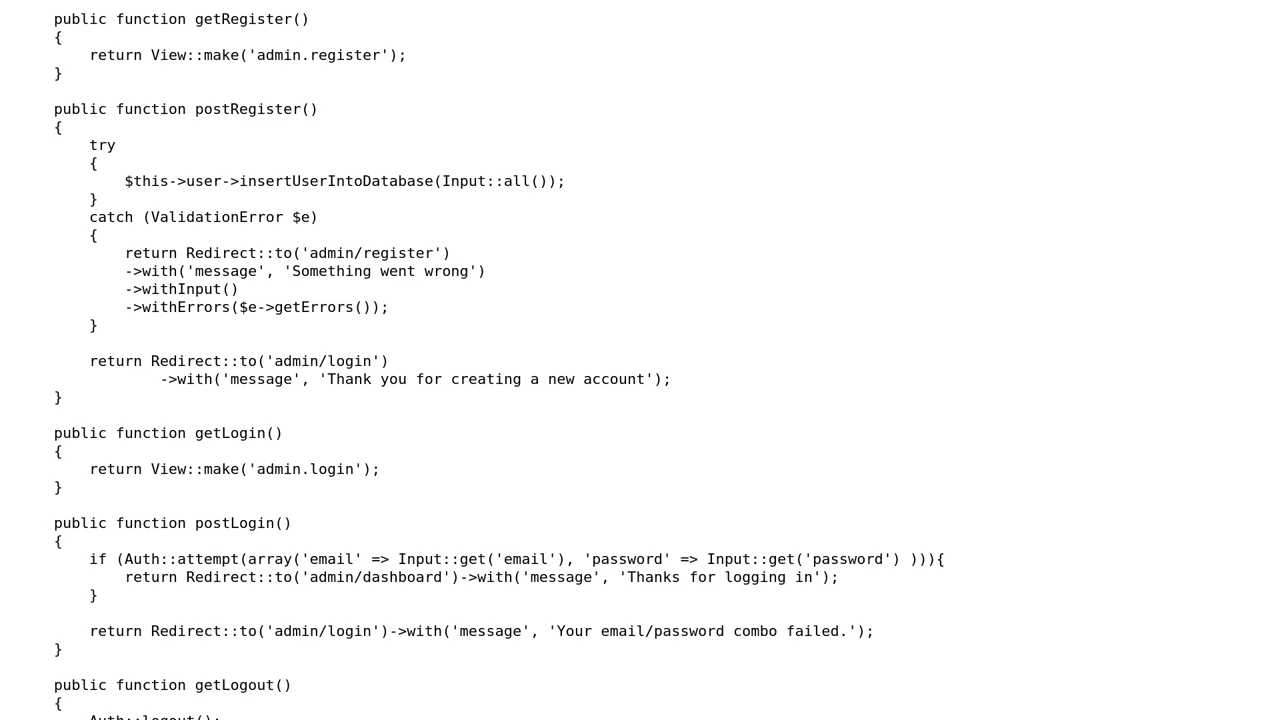 public function getRegister()
{
    return View::make('admin.register');
}

public function postRegister()
{
    try
    {
        $this->user->insertUserIntoDatabase(Input::all());
    }
    catch (ValidationError $e)
    {
        return Redirect::to('admin/register')
        ->with('message', 'Something went wrong')
        ->withInput()
        ->withErrors($e->getErrors());
    }

    return Redirect::to('admin/login')
            ->with('message', 'Thank you for creating a new account');
}

public function getLogin()
{
    return View::make('admin.login');
}

public function postLogin()
{
    if (Auth::attempt(array('email' => Input::get('email'), 'password' => Input::get('password') ))){
        return Redirect::to('admin/dashboard')->with('message', 'Thanks for logging in');
    }

    return Redirect::to('admin/login')->with('message', 'Your email/password combo failed.');
}

public function getLogout()
{
    Auth::logout();